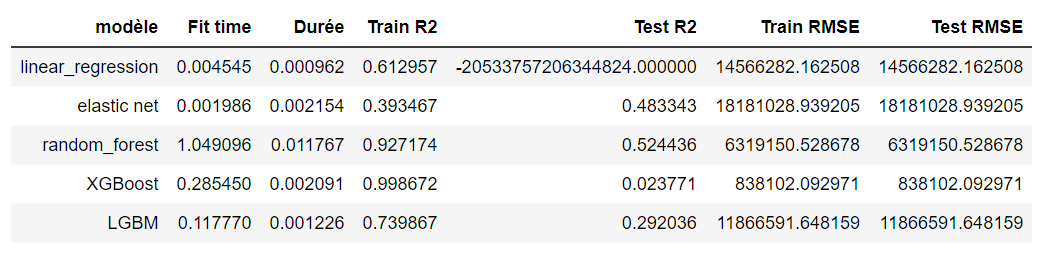 modèle Fit time Durée Train R2 Test R2 Train RMSE Test RMSE
linear_regression 0.004545 0.000962 0.612957 -20533757206344824.000000 14566282.162508 14566282.162508
elastic net 0.001986 0.002154 0.393467 0.483343 18181028.939205 18181028.939205
random_forest 1.049096 0.011767 0.927174 0.524436 6319150.528678 6319150.528678
XGBoost 0.285450 0.002091 0.998672 0.023771 838102.092971 838102.092971
LGBM 0.117770 0.001226 0.739867 0.292036 11866591.648159 11866591.648159